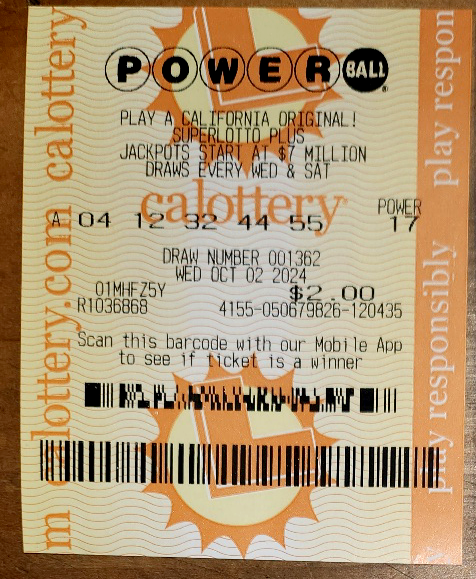 POWERBALL
PLAY A CALIFORNIA ORIGINAL!
SUPERLOTTO PLUS
JACKPOTS START AT $7 MILLION
DRAWS EVERY WED & SAT
calottery
POWER
A 04 12 32 44 55 17
DRAW NUMBER 001362
WED OCT 02 2024
$2.00
01MHFZ5Y
R1036868 4155-050679826-120435
Scan this barcode with our Mobile App
to see if ticket is a winner
m calottery.com calottery
play responsibly play respon